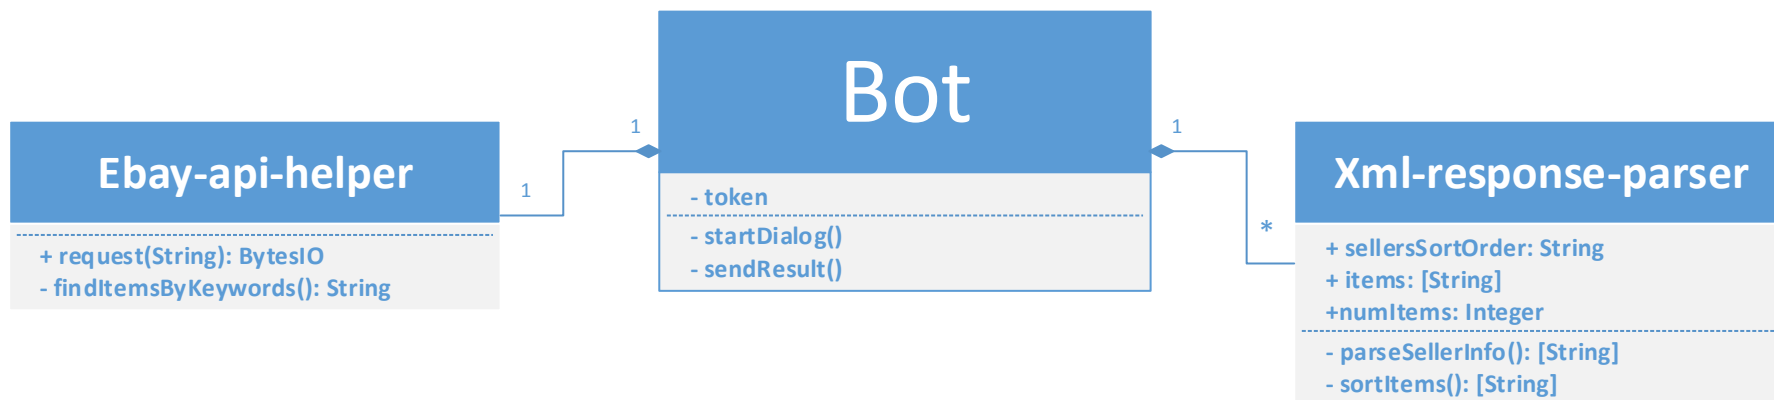 Ebay-api-helper
+ request(String): BytesIO
- findItemsByKeywords(): String
1
1
Bot
- token
- startDialog()
- sendResult()
1
*
Xml-response-parser
+ sellersSortOrder: String
+ items: [String]
+numItems: Integer
- parseSellerInfo(): [String]
- sortItems(): [String]